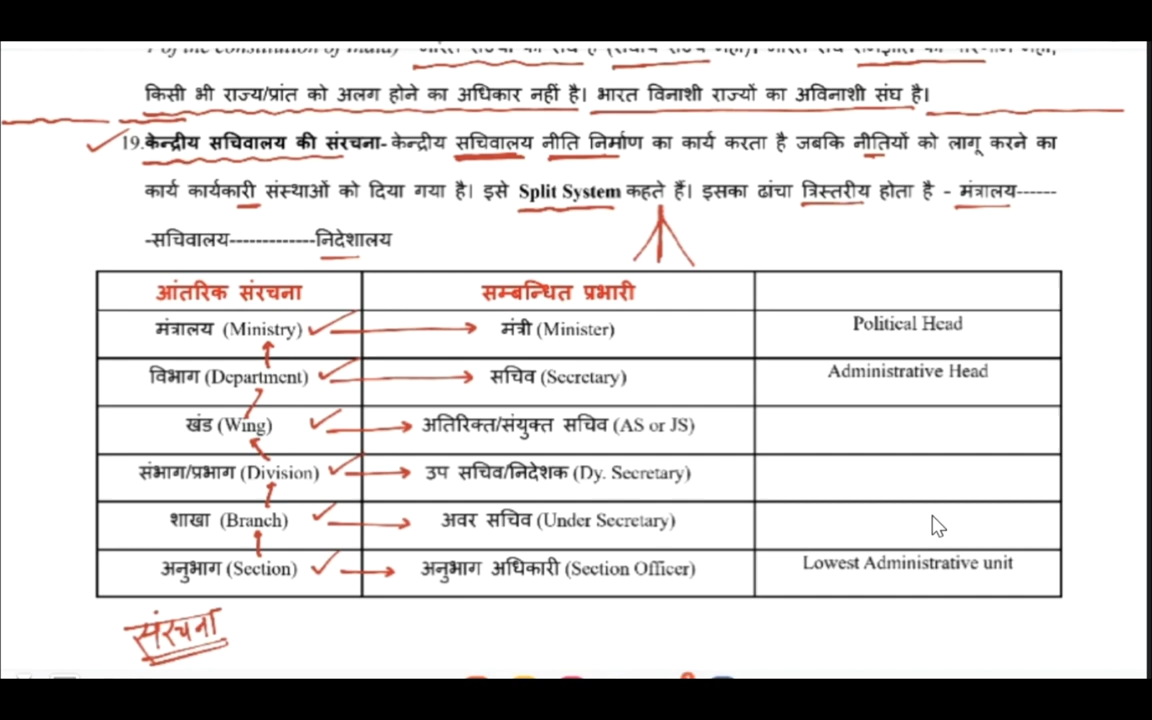 किसी भी राज्य/प्रांत को अलग होने का अधिकार नहीं है। भारत विनाशी राज्यों का अविनाशी संघ है।
19.केन्द्रीय सचिवालय की संरचना- केन्द्रीय सचिवालय नीति निर्माण का कार्य करता है जबकि नीतियों को लागू करने का
कार्य कार्यकारी संस्थाओं को दिया गया है। इसे Split System कहते हैं। इसका ढांचा त्रिस्तरीय होता है - मंत्रालय------
-सचिवालय-------------निदेशालय
आंतरिक संरचना सम्बन्धित प्रभारी
मंत्रालय (Ministry) मंत्री (Minister) Political Head
विभाग (Department) सचिव (Secretary) Administrative Head
खंड (Wing) अतिरिक्त/संयुक्त सचिव (AS or JS)
संभाग/प्रभाग (Division) उप सचिव/निदेशक (Dy. Secretary)
शाखा (Branch) अवर सचिव (Under Secretary)
अनुभाग (Section) अनुभाग अधिकारी (Section Officer) Lowest Administrative unit
संरचना